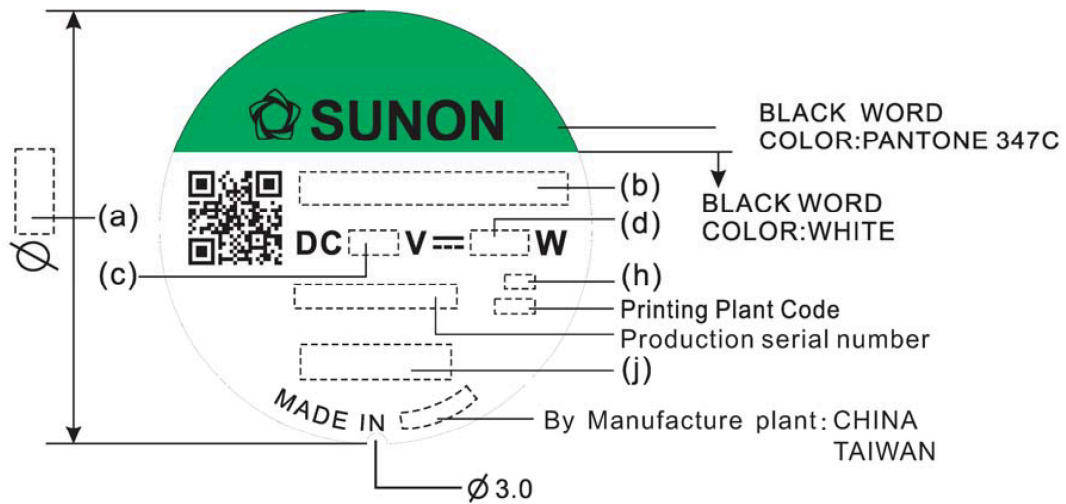 SUNON
BLACK WORD
COLOR:PANTONE 347C
(b)
BLACK WORD
COLOR:WHITE
(a)
(d)
DC V W
(c)
(h)
Printing Plant Code
Production serial number
(j)
MADE IN
By Manufacture plant: CHINA
TAIWAN
Ø
Ø 3.0